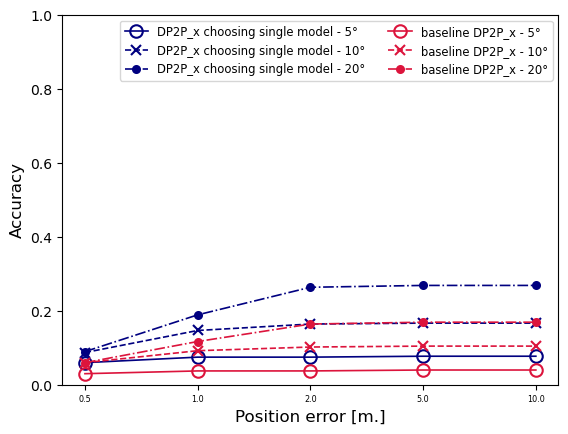 DP2P_x choosing single model - 5°
DP2P_x choosing single model - 10°
DP2P_x choosing single model - 20°
baseline DP2P_x - 5°
baseline DP2P_x - 10°
baseline DP2P_x - 20°
1.0
0.8
0.6
0.4
0.2
0.0
Accuracy
0.5
1.0
2.0
5.0
10.0
Position error [m.]